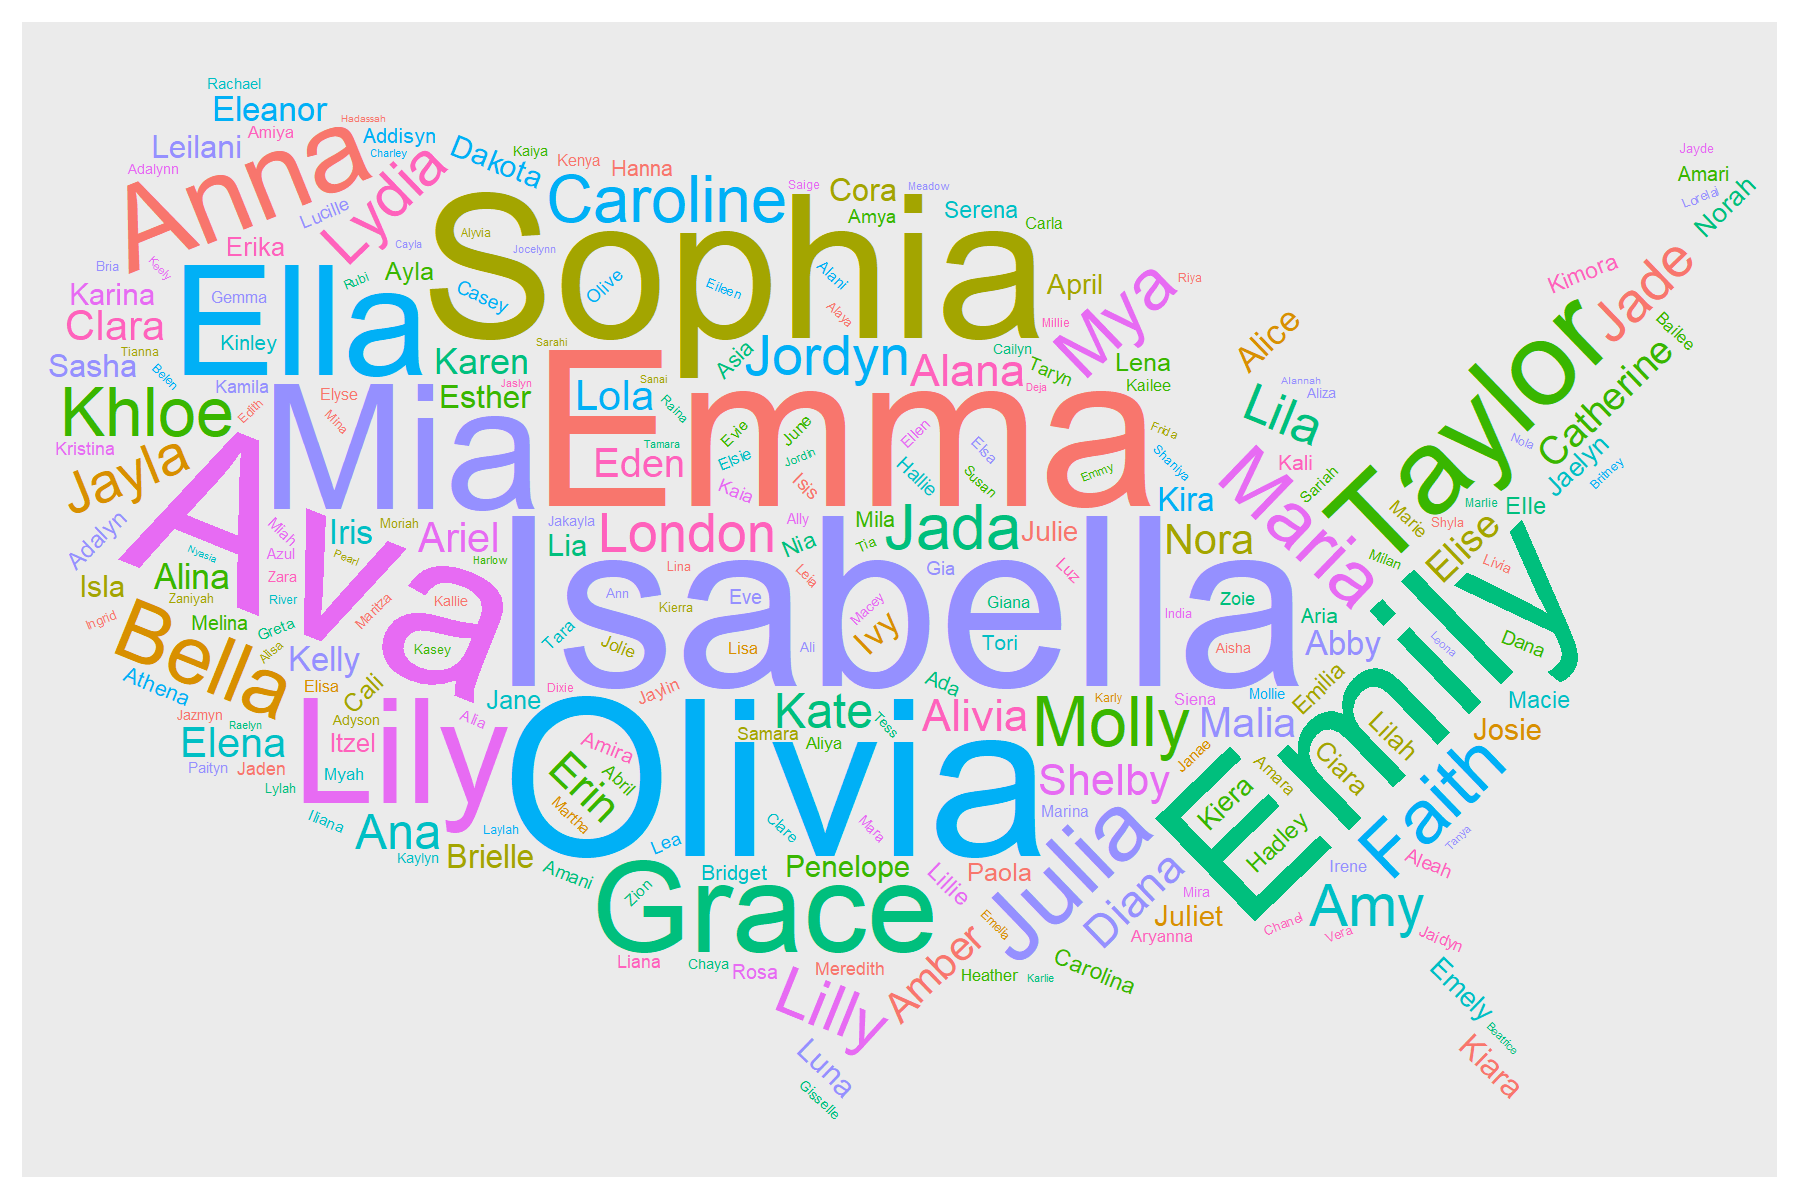 Rachael
Eleanor
Hadassah
Amiya
Addisyn
Leilani
Charley
Adalynn
Anna
Lydia
Lucille
Dakota
Kaiya
Kenya
Hanna
Caroline
Saige
Cora
Meadow
Amya
Serena
Carla
Jayde
Amari
Lorelai
Norah
Erika
Cayla
Alyvia
Jocelynn
Sophia
Bria
Keely
Karina
Gemma
Ella
Rubi
Ayla
Casey
Olive
Eileen
Alani
Alaya
April
Mya
Riya
Kimora
Jade
Clara
Tianna
Kinley
Sasha
Belen
Kamila
Karen
Sarahi
Asia
Jordyn
Alana
Cailyn
Millie
Taryn
Lena
Kailee
Deja
Alice
Bailee
Taylor
Catherine
Khloe
Edith
Elyse
Mina
Mia
Esther
Jaslyn
Lola
Sanai
Raina
Emma
Alannah
Aliza
Lila
Kristina
Jayla
Tamara
Eden
Evie
Elsie
June
Jordin
Ellen
Elsa
Emmy
Frida
Sharilya
Kaia
Isis
Hallie
Susan
Kira
Kali
Sariah
Nola
Jaelyn
Britney
Maria
Marie
Marlie
Elle
Shyla
Elise
Adalyn
Ava
Miah
Iris
Moriah
Ariel
Jakayla
Lia
London
Ally
Nia
Mila
Tia
Jada
Julie
Nora
Milan
Livia
Nyasia
Azul
Pearl
Harlow
Isla
Alina
Zara
Lina
Leia
Gia
Luz
Zaniyah
River
Maritza
Kallie
Isabella
Ann
Kierra
Eve
Macey
Giana
India
Zoie
Aria
Ingrid
Melina
Greta
Alisa
Kasey
Tara
Jolie
Lisa
Ali
Ivy
Tori
Aisha
Abby
Leona
Dana
Emily
Bella
Kelly
Athena
Elisa
Cali
Jane
Dixie
Jaylin
Ada
Karly
Siena
Mollie
Emilia
Macie
Jazmyn
Raelyn
Adyson
Alia
Lily
Olivia
Kate
Tess
Alivia
Molly
Malia
Lilah
Josie
Elena
Itzel
Samara
Aliya
Amira
Janae
Amara
Ciara
Paityn
Jaden
Myah
Abril
Erin
Shelby
Kiera
Faith
Lylah
Martha
Iliana
Ana
Laylah
Lea
Clare
Mara
Marina
Julia
Hadley
Tanya
Kaylyn
Brielle
Amani
Grace
Bridget
Penelope
Lillie
Paola
Diana
Irene
Aleah
Zion
Mira
Juliet
Amy
Emelia
Aryanna
Chanel
Vera
Jaidyn
Liana
Chaya
Rosa
Meredith
Lilly
Amber
Heather
Karlie
Carolina
Emely
Beatrice
Kiara
Luna
Gisselle